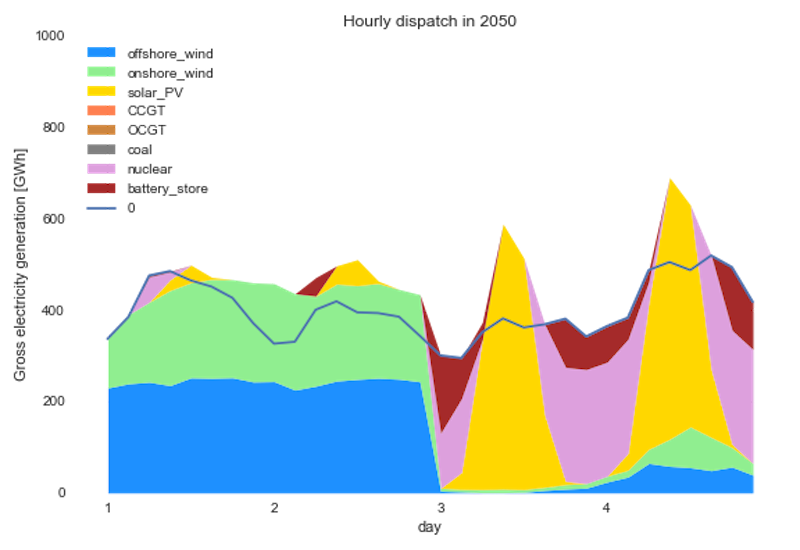 Hourly dispatch in 2050
Gross electricity generation [GWh]
1000
800
600
400
200
0
offshore_wind
onshore_wind
solar_PV
CCGT
OCGT
coal
nuclear
battery_store
0
1 2 3 4
day